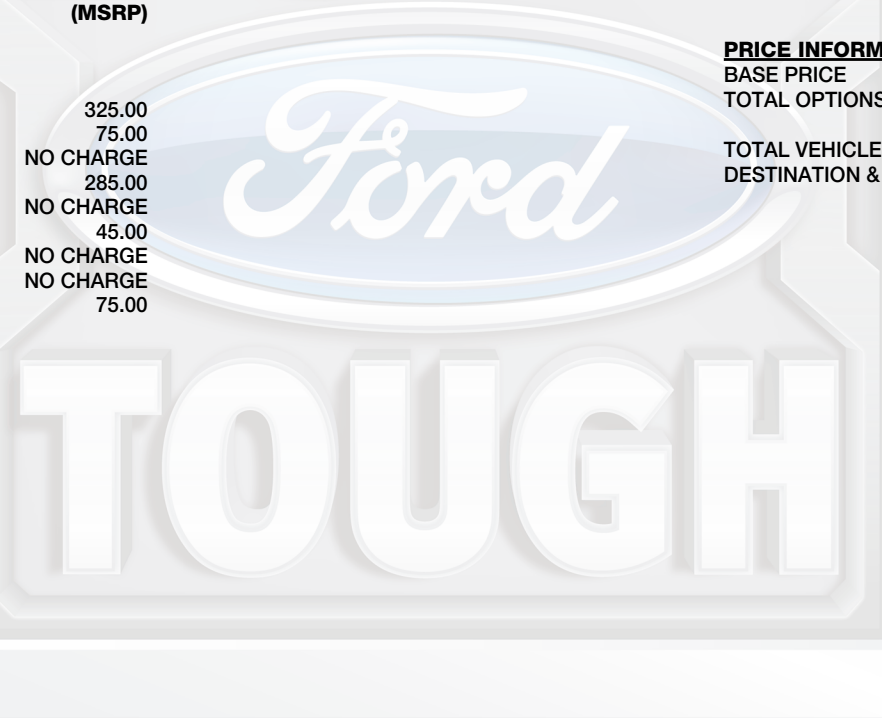 (MSRP)
325.00
75.00
NO CHARGE
285.00
NO CHARGE
45.00
NO CHARGE
NO CHARGE
75.00
PRICE INFORM
BASE PRICE
TOTAL OPTIONS
TOTAL VEHICLE
DESTINATION &
Ford
TOUGH